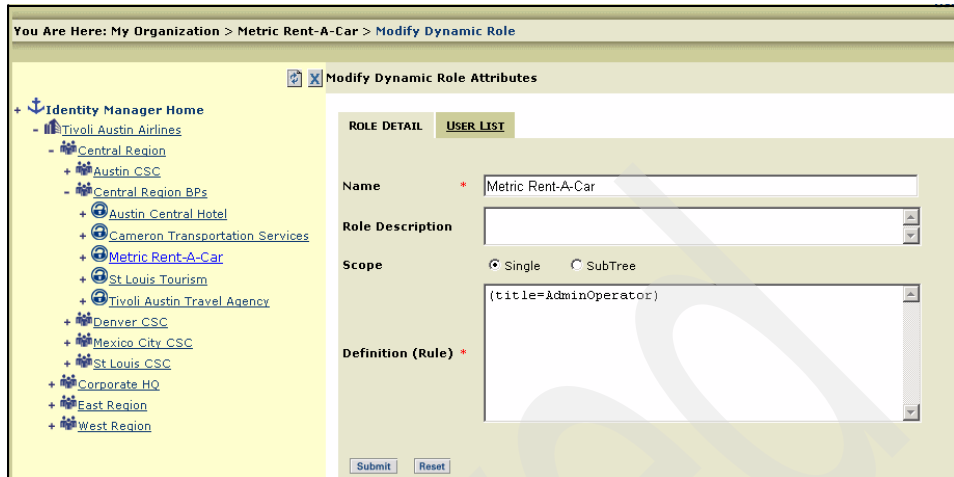 You Are Here: My Organization > Metric Rent-A-Car > Modify Dynamic Role
Modify Dynamic Role Attributes
+ Identity Manager Home
- Tivoli Austin Airlines
- Central Region
+ Austin CSC
- Central Region BPs
+ Austin Central Hotel
+ Cameron Transportation Services
+ Metric Rent-A-Car
+ St Louis Tourism
+ Tivoli Austin Travel Agency
+ Denver CSC
+ Mexico City CSC
+ St Louis CSC
+ Corporate HQ
+ East Region
+ West Region
ROLE DETAIL USER LIST
Name * Metric Rent-A-Car
Role Description
Scope Single SubTree
Definition (Rule) * (title=AdminOperator)
Submit Reset